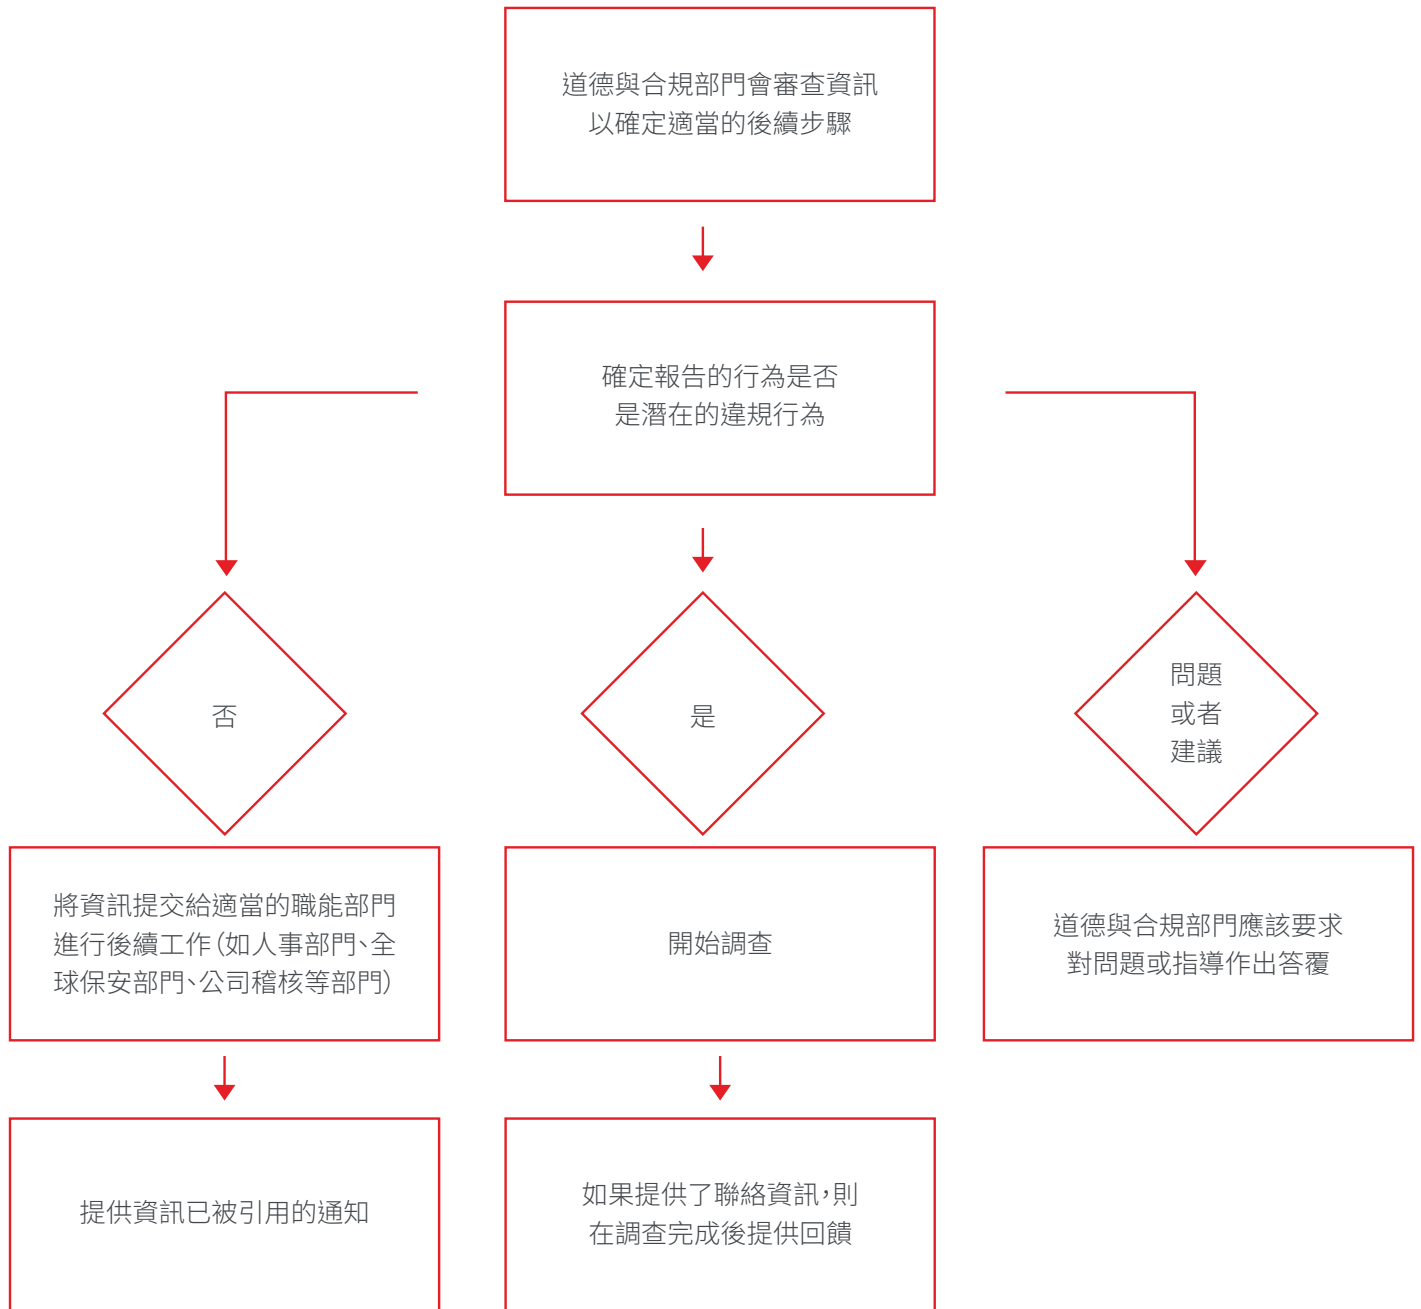 道德與合規部門會審查資訊
以確定適當的後續步驟
確定報告的行為是否
是潛在的違規行為
否
是
問題
或者
建議
將資訊提交給適當的職能部門
進行後續工作(如人事部門、全
球保安部門、公司稽核等部門)
開始調查
道德與合規部門應該要求
對問題或指導作出答覆
提供資訊已被引用的通知
如果提供了聯絡資訊,則
在調查完成後提供回饋